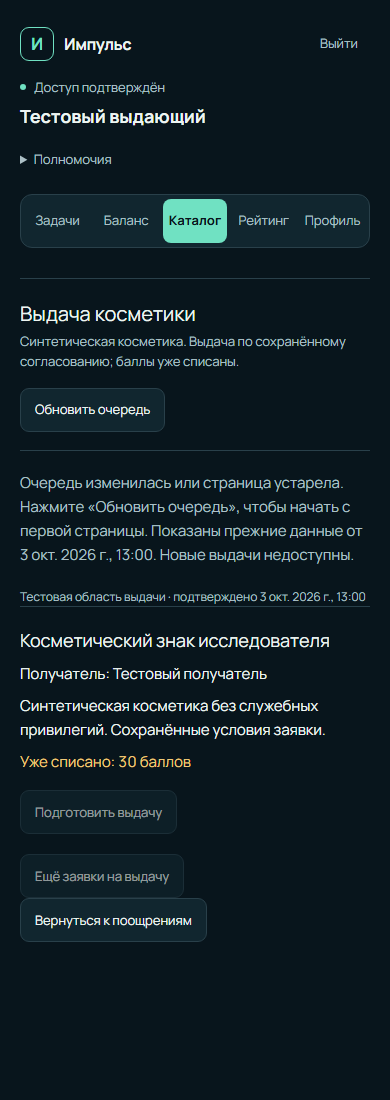 И Импульс Выйти
Доступ подтверждён
Тестовый выдающий
Полномочия
Задачи Баланс Каталог Рейтинг Профиль
Выдача косметики
Синтетическая косметика. Выдача по сохранённому
согласованию; баллы уже списаны.
Обновить очередь
Очередь изменилась или страница устарела.
Нажмите «Обновить очередь», чтобы начать с
первой страницы. Показаны прежние данные от
3 окт. 2026 г., 13:00. Новые выдачи недоступны.
Тестовая область выдачи · подтверждено 3 окт. 2026 г., 13:00
Косметический знак исследователя
Получатель: Тестовый получатель
Синтетическая косметика без служебных
привилегий. Сохранённые условия заявки.
Уже списано: 30 баллов
Подготовить выдачу
Ещё заявки на выдачу
Вернуться к поощрениям